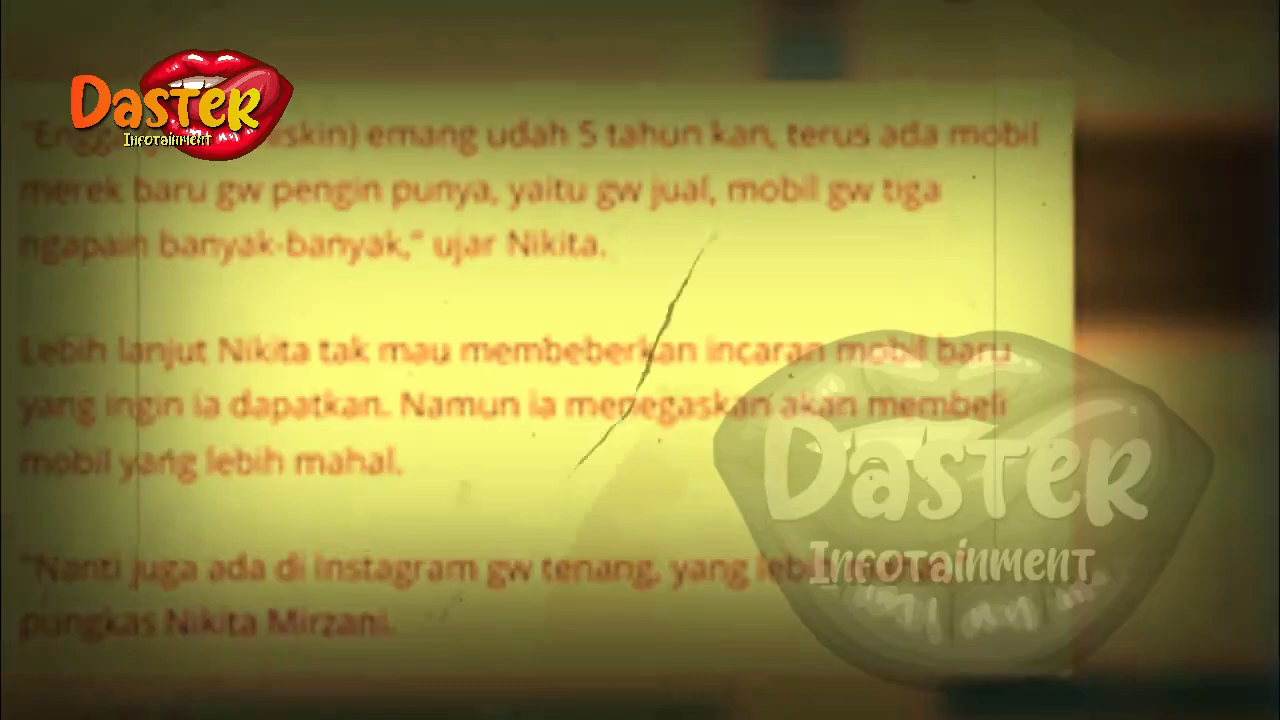 Daster
Infotainment
emang udah 5 tahun kan, terus ada mobil
merek baru gw pengin punya, yaitu gw jual, mobil gw tiga
ngapain banyak-banyak," ujar Nikita.
Lebih lanjut Nikita tak mau membeberkan incaran mobil baru
yang ingin ia dapatkan. Namun ia menegaskan akan membeli
mobil yang lebih mahal.
"Nanti juga ada di Instagram gw tenang, yang lebih
pungkas Nikita Mirzani.
Daster
Infotainment